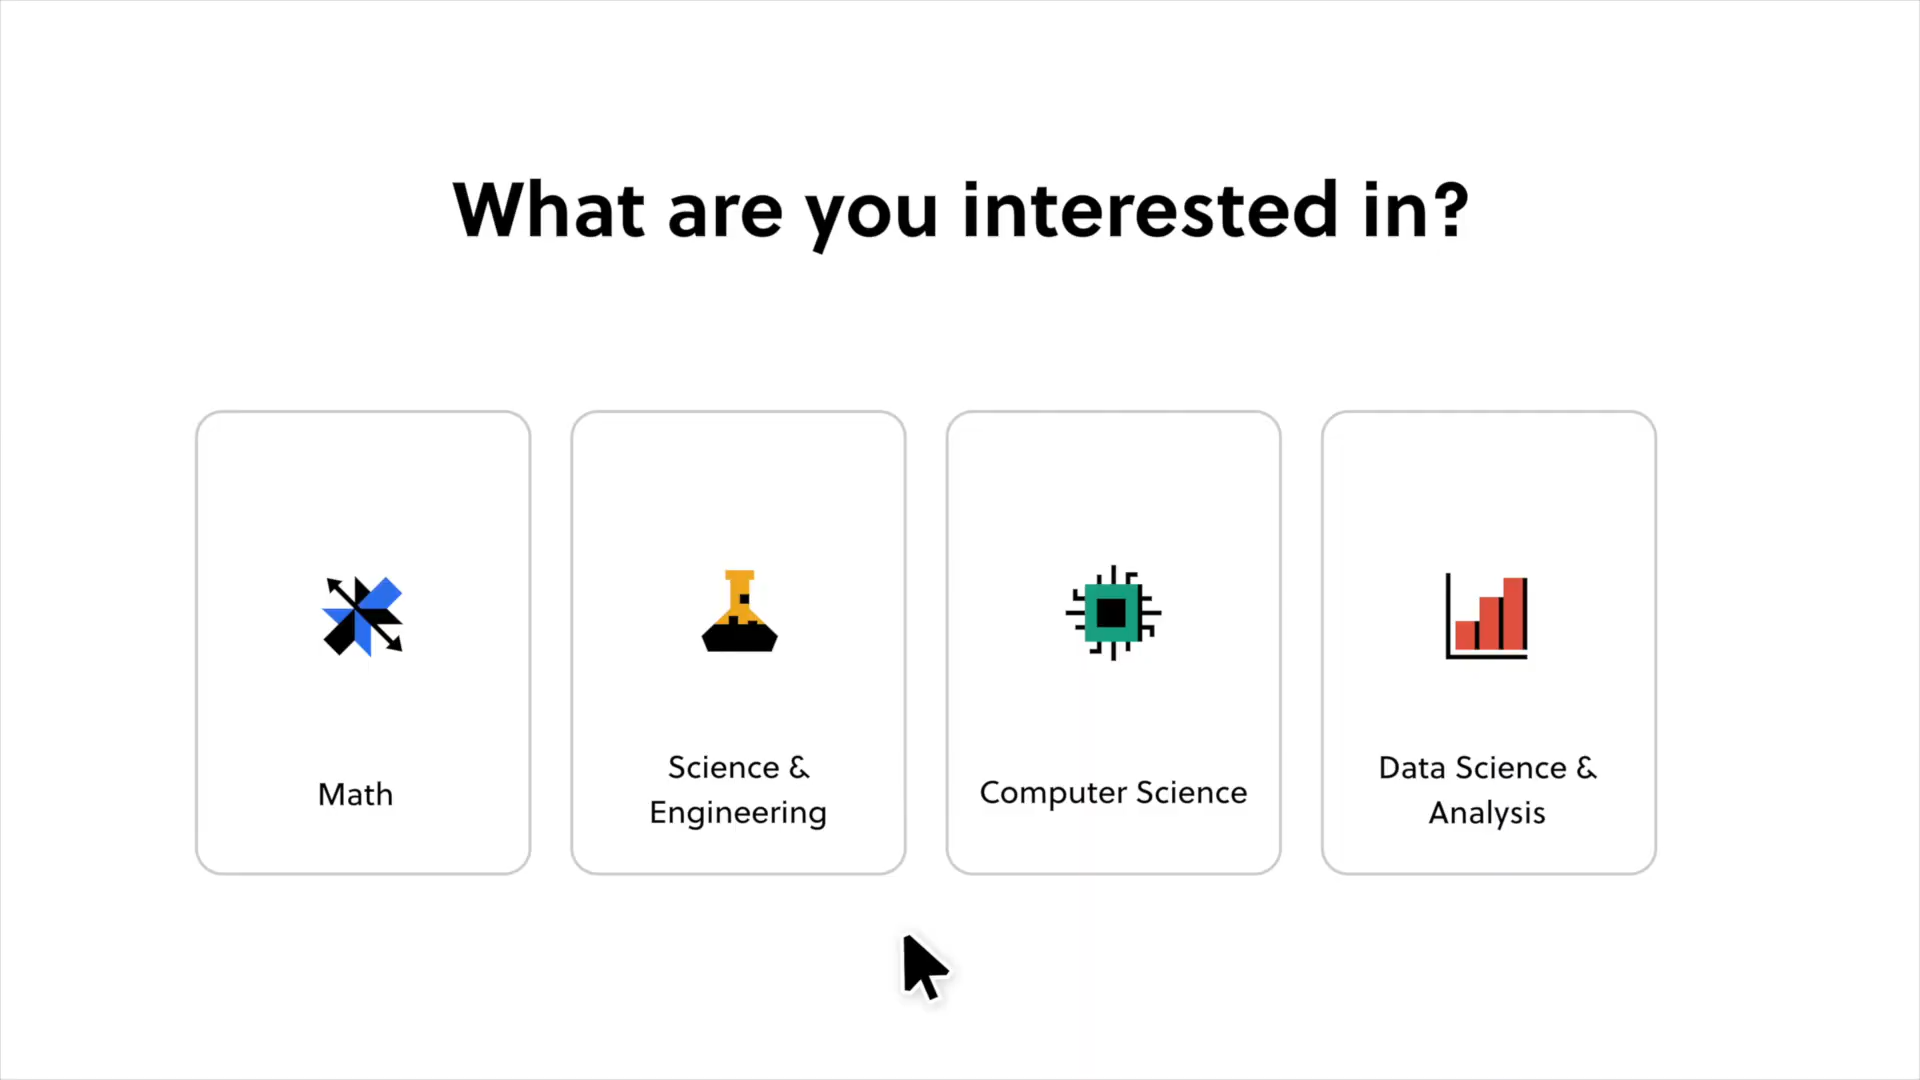 What are you interested in?
Math
Science &
Engineering
Computer Science
Data Science &
Analysis